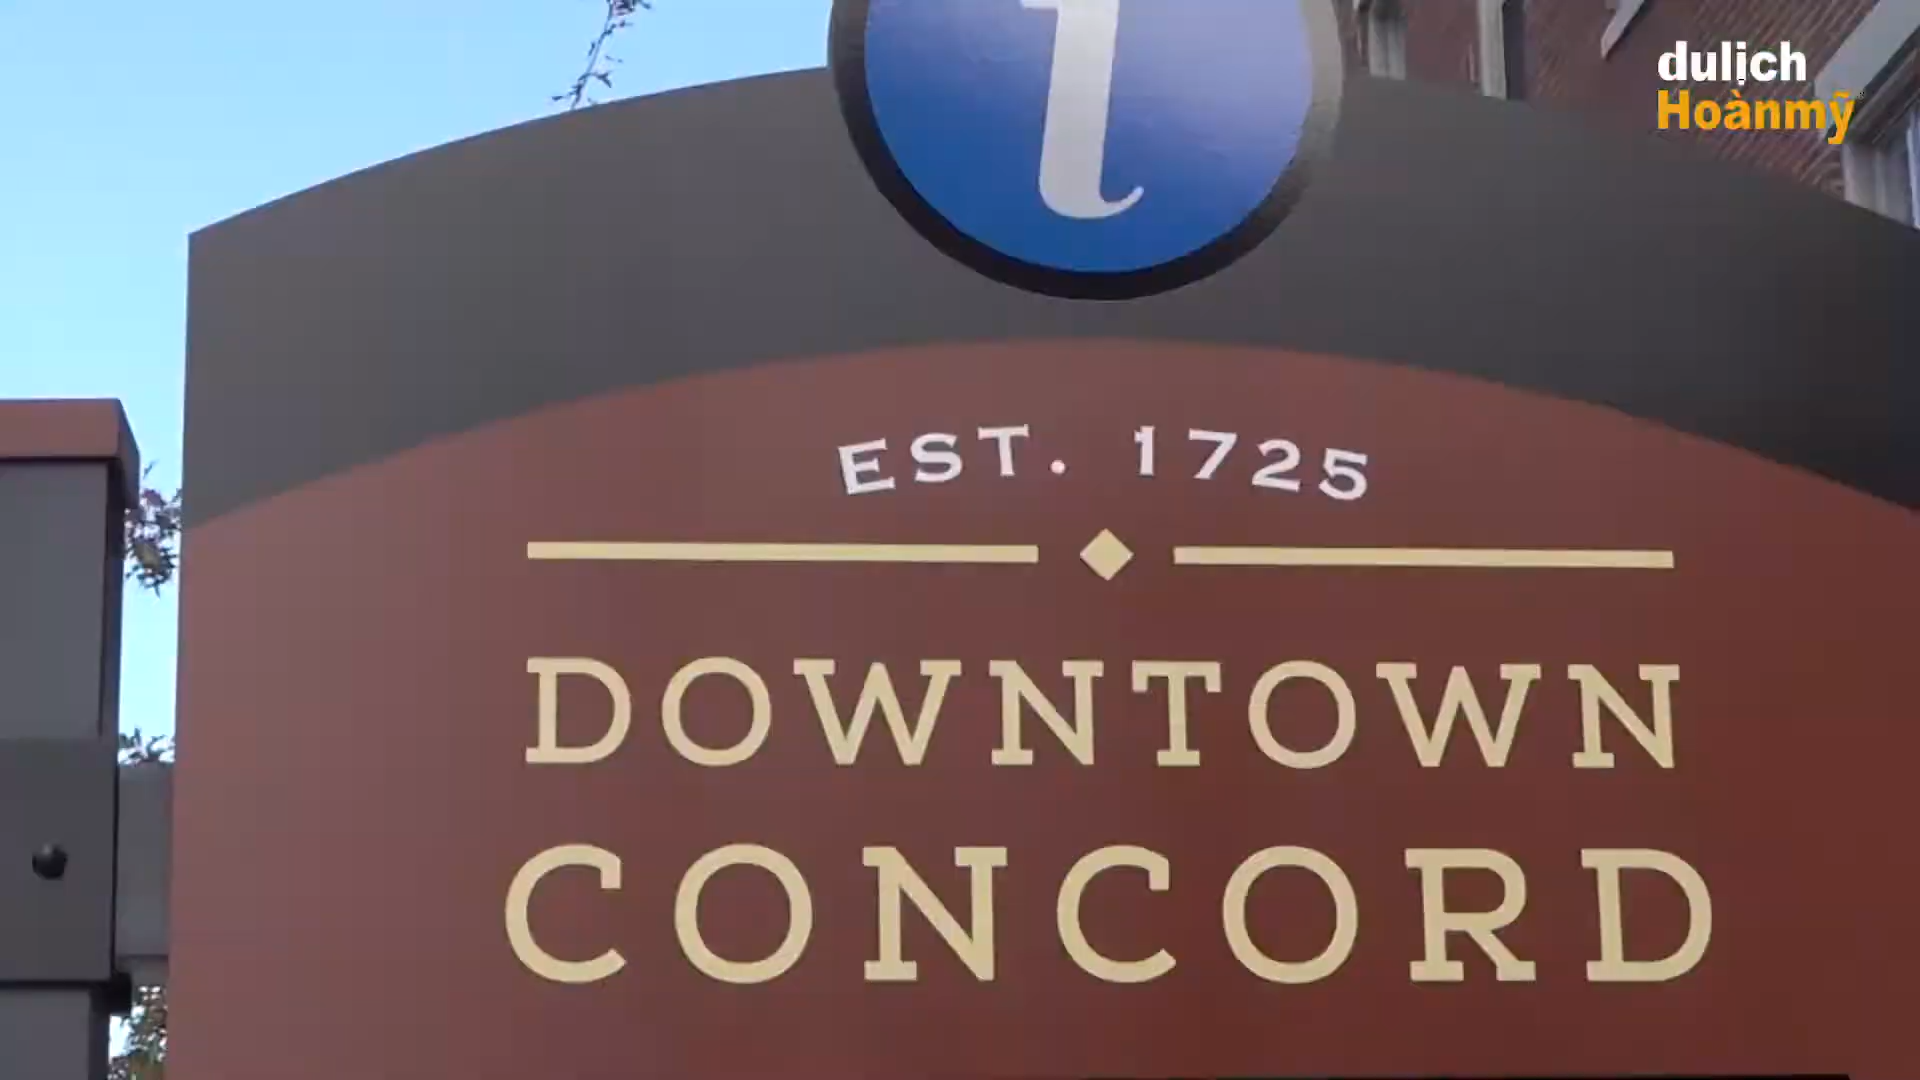 dulịch
Hoànmỹ
i
EST. 1725
DOWNTOWN
CONCORD